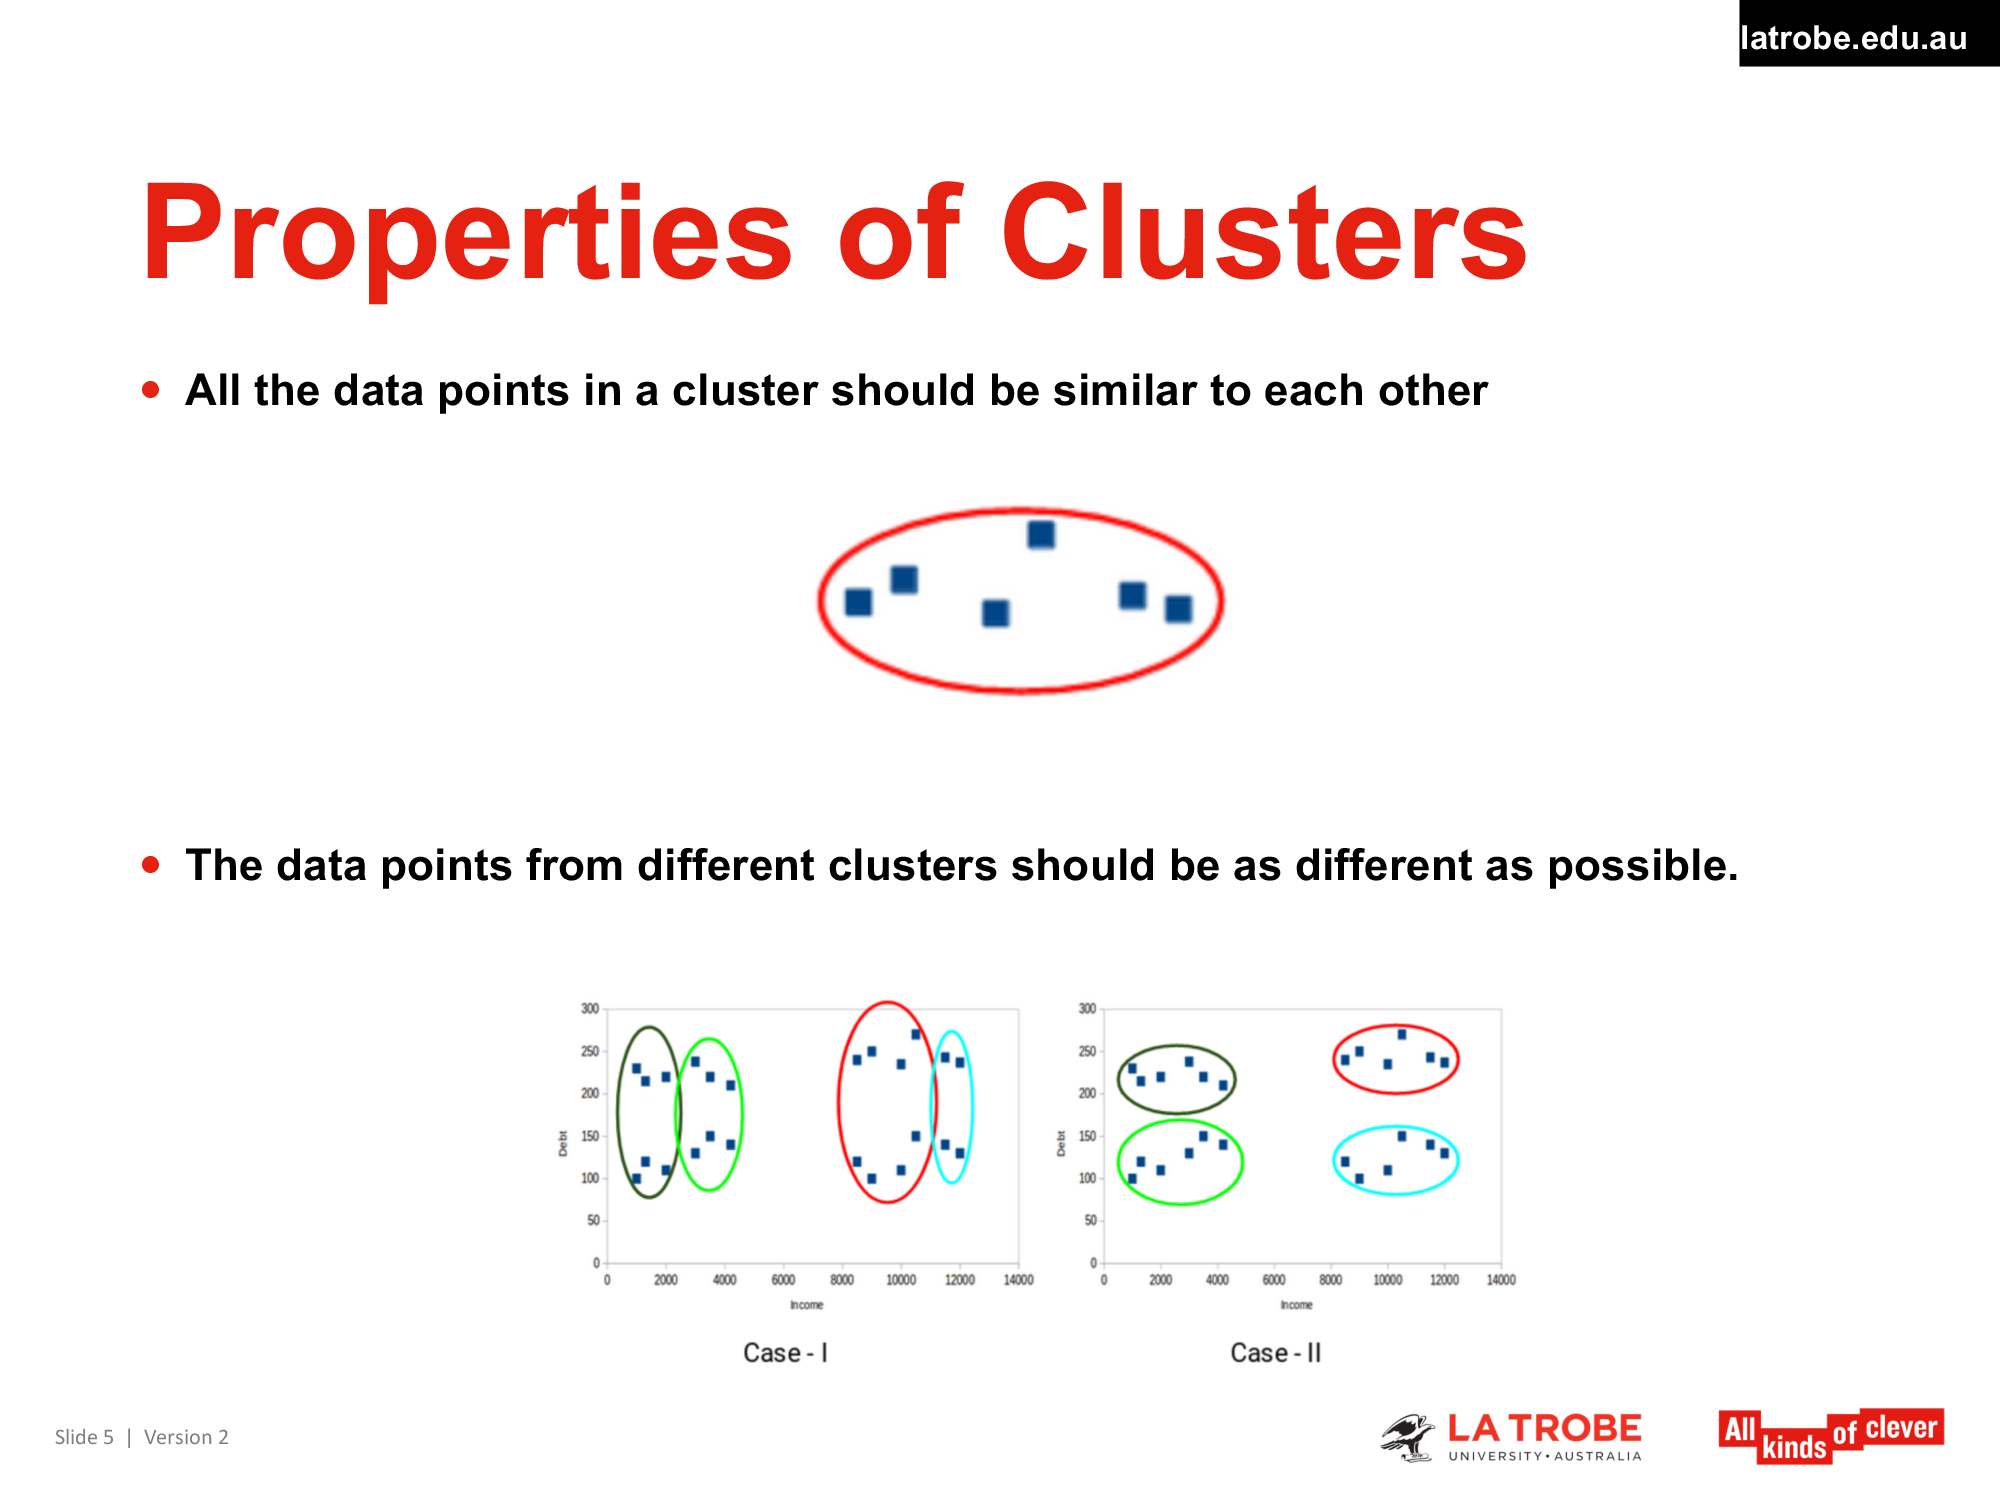 latrobe.edu.au
Properties of Clusters
• All the data points in a cluster should be similar to each other
• The data points from different clusters should be as different as possible.
300
250
200
150
100
50
0
Debt
0 2000 4000 6000 8000 10000 12000 14000
Income
Case - I
300
250
200
150
100
50
0
Debt
0 2000 4000 6000 8000 10000 12000 14000
Income
Case - II
Slide 5 | Version 2
LA TROBE
UNIVERSITY • AUSTRALIA
All kinds of clever